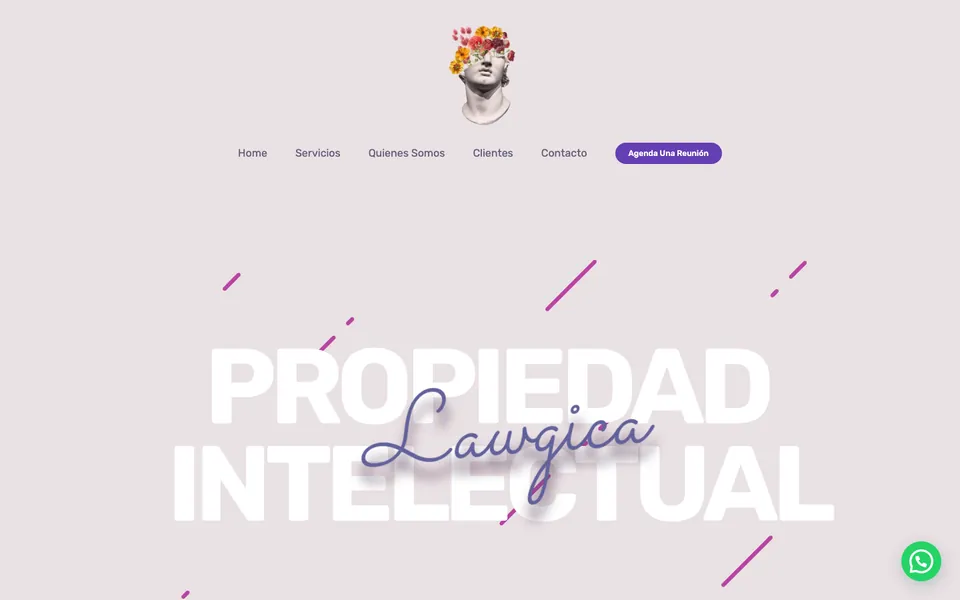 Home Servicios Quienes Somos Clientes Contacto Agenda Una Reunión
PROPIEDAD
Lawgica
INTELECTUAL